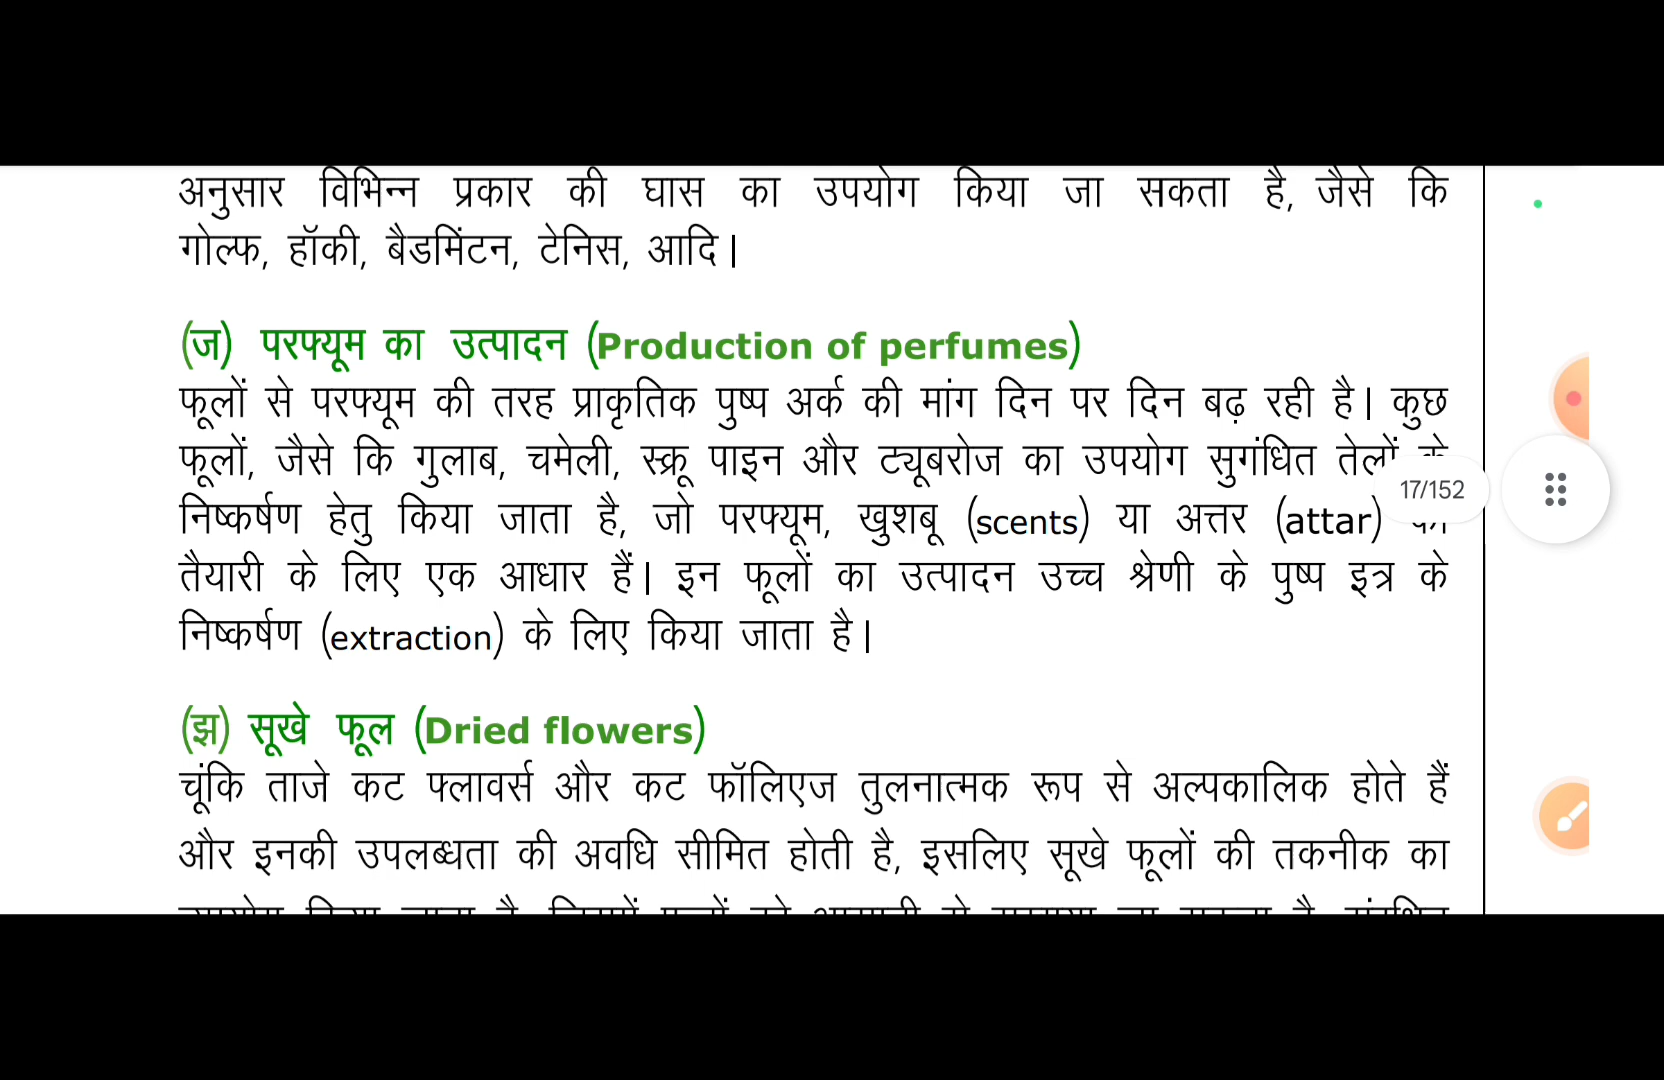 अनुसार विभिन्न प्रकार की घास का उपयोग किया जा सकता है, जैसे कि
गोल्फ, हॉकी, बैडमिंटन, टेनिस, आदि।
(ज) परफ्यूम का उत्पादन (Production of perfumes)
फूलों से परफ्यूम की तरह प्राकृतिक पुष्प अर्क की मांग दिन पर दिन बढ़ रही है। कुछ
फूलों, जैसे कि गुलाब, चमेली, स्क्रू पाइन और ट्यूबरोज का उपयोग सुगंधित तेलों
17/152
निष्कर्षण हेतु किया जाता है, जो परफ्यूम, खुशबू (scents) या अत्तर (attar)
तैयारी के लिए एक आधार हैं। इन फूलों का उत्पादन उच्च श्रेणी के पुष्प इत्र के
निष्कर्षण (extraction) के लिए किया जाता है।
(झ) सूखे फूल (Dried flowers)
चूंकि ताजे कट फ्लावर्स और कट फॉलिएज तुलनात्मक रूप से अल्पकालिक होते हैं
और इनकी उपलब्धता की अवधि सीमित होती है, इसलिए सूखे फूलों की तकनीक का